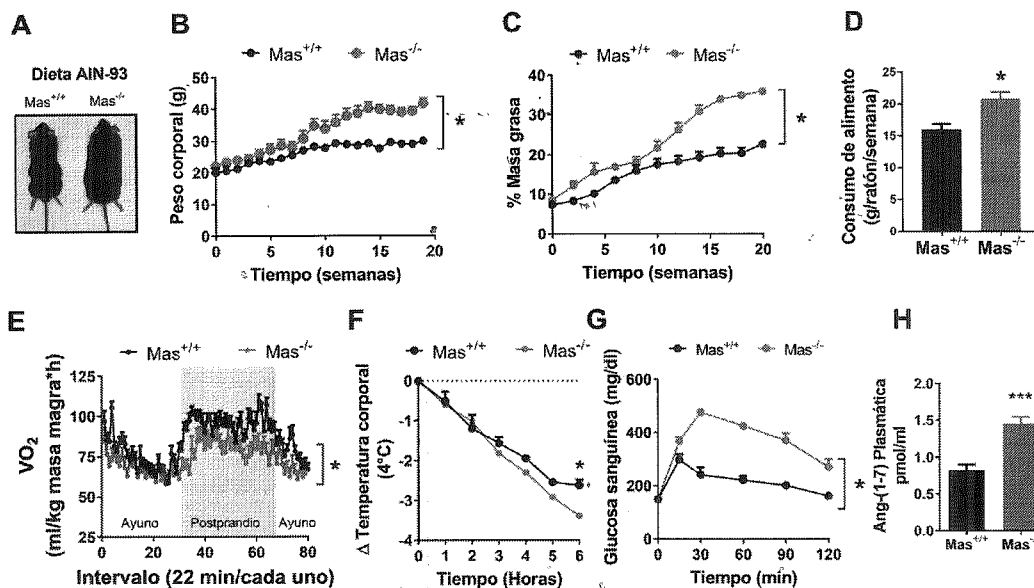 A
Dieta AIN-93
Mas+/+ Mas-/-
B
Mas+/+ Mas-/-
Peso corporal (g)
50
40
30
20
10
0
0 5 10 15 20
Tiempo (semanas)
*
C
Mas+/+ Mas-/-
% Masa grasa
40
30
20
10
0
0 5 10 15 20
Tiempo (semanas)
*
D
Consumo de alimento
(g/ratón/semana)
25
20
15
10
5
0
*
Mas+/+ Mas-/-
E
Mas+/+ Mas-/-
VO2
(ml/kg masa magra*h)
125
100
75
50
25
0
Ayuno Postprandio Ayuno
0 20 40 60 80
Intervalo (22 min/cada uno)
*
F
Mas+/+ Mas-/-
Δ Temperatura corporal
(4°C)
0
-1
-2
-3
-4
0 1 2 3 4 5 6
Tiempo (Horas)
*
G
Mas+/+ Mas-/-
Glucosa sanguínea (mg/dl)
600
400
200
0
0 30 60 90 120
Tiempo (min)
*
H
Ang-(1-7) Plasmática
pmol/ml
2.0
1.5
1.0
0.5
0.0
***
Mas+/+ Mas-/-